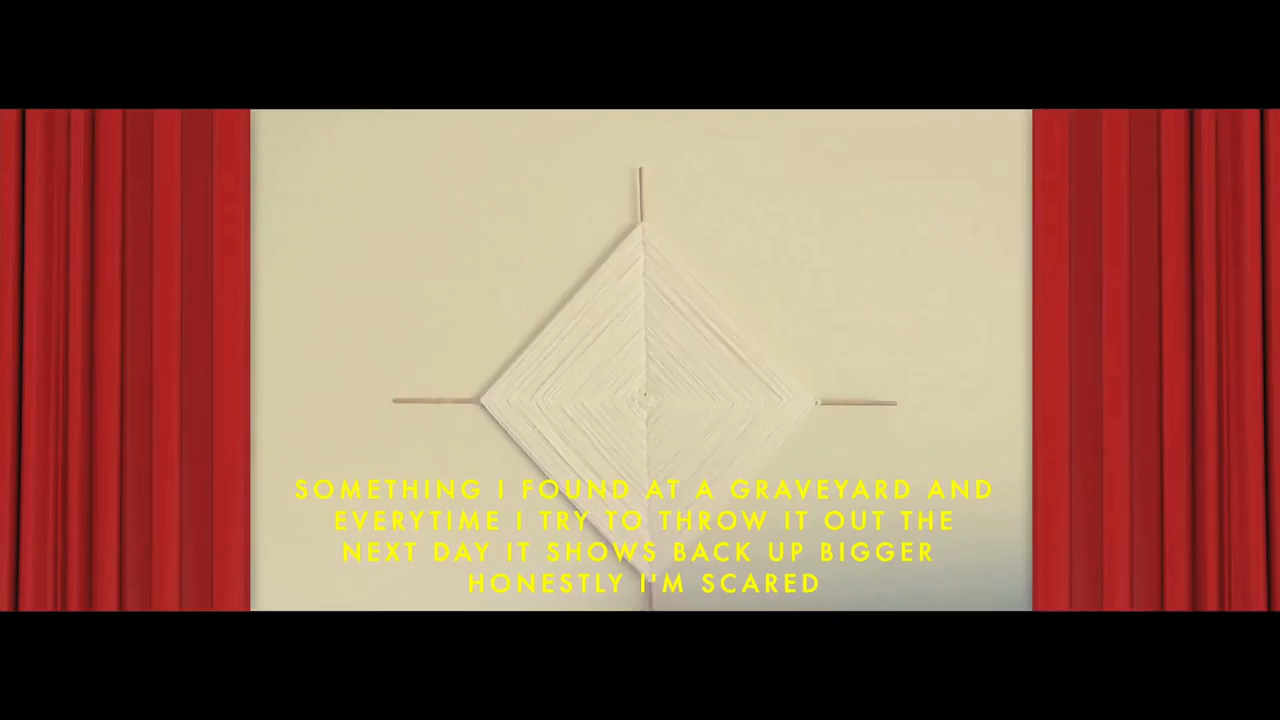 SOMETHING I FOUND AT A GRAVEYARD AND
EVERYTIME I TRY TO THROW IT OUT THE
NEXT DAY IT SHOWS BACK UP BIGGER
HONESTLY I'M SCARED